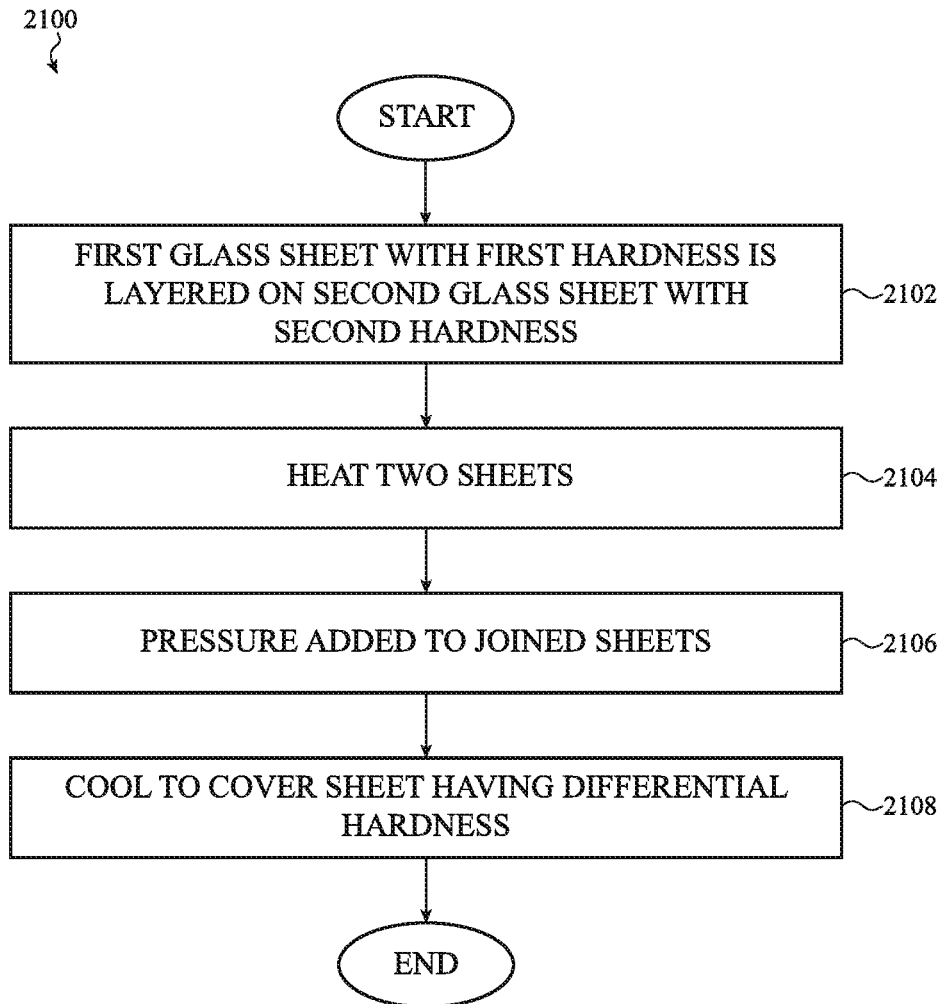 2100
START
FIRST GLASS SHEET WITH FIRST HARDNESS IS
LAYERED ON SECOND GLASS SHEET WITH
SECOND HARDNESS
2102
HEAT TWO SHEETS
2104
PRESSURE ADDED TO JOINED SHEETS
2106
COOL TO COVER SHEET HAVING DIFFERENTIAL
HARDNESS
2108
END